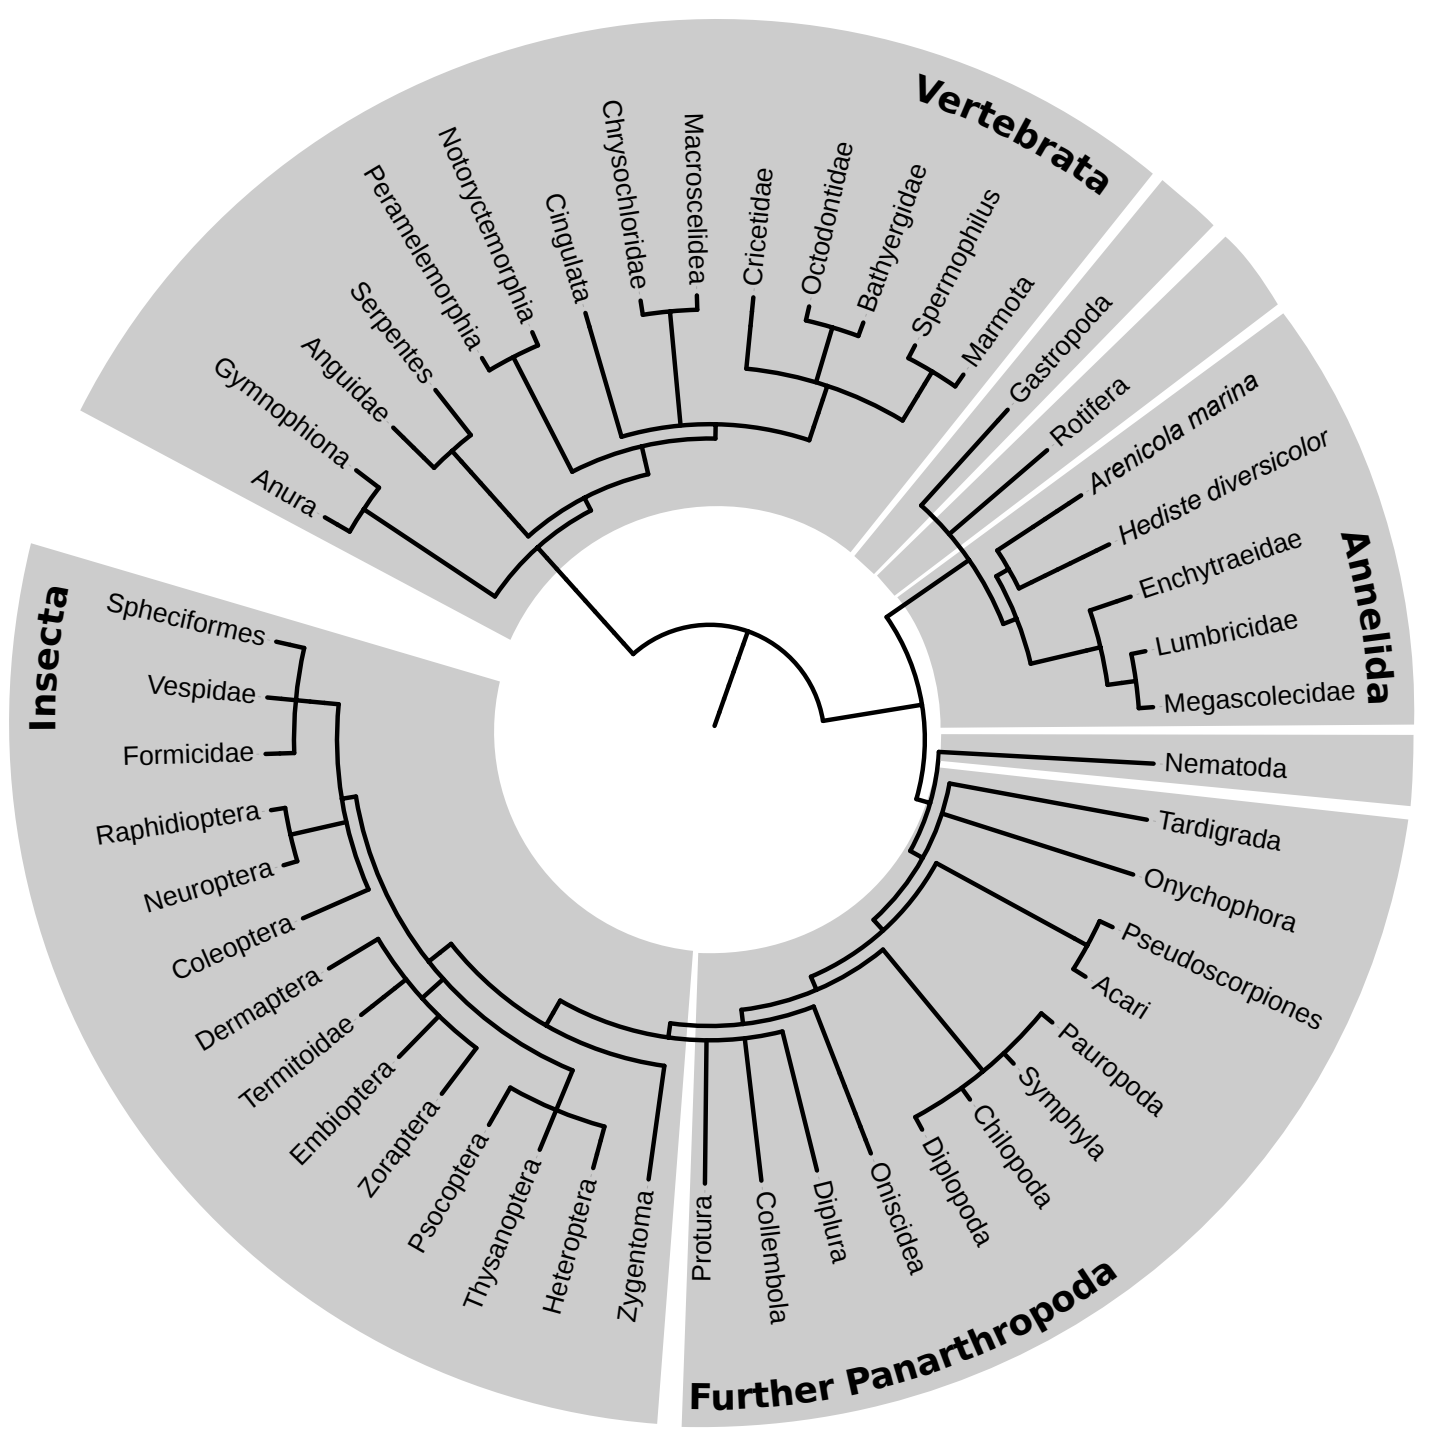 Vertebrata
Anura
Gymnophiona
Anguidae
Serpentes
Peramelemorphia
Notoryctemorphia
Cingulata
Chrysochloridae
Macroscelidea
Cricetidae
Octodontidae
Bathyergidae
Spermophilus
Marmota
Gastropoda
Rotifera
Annelida
Arenicola marina
Hediste diversicolor
Enchytraeidae
Lumbricidae
Megascolecidae
Nematoda
Tardigrada
Onychophora
Pseudoscorpiones
Acari
Pauropoda
Symphyla
Chilopoda
Diplopoda
Oniscidea
Diplura
Collembola
Protura
Further Panarthropoda
Zygentoma
Heteroptera
Thysanoptera
Psocoptera
Zoraptera
Embioptera
Termitoidae
Dermaptera
Coleoptera
Neuroptera
Raphidioptera
Formicidae
Vespidae
Spheciformes
Insecta